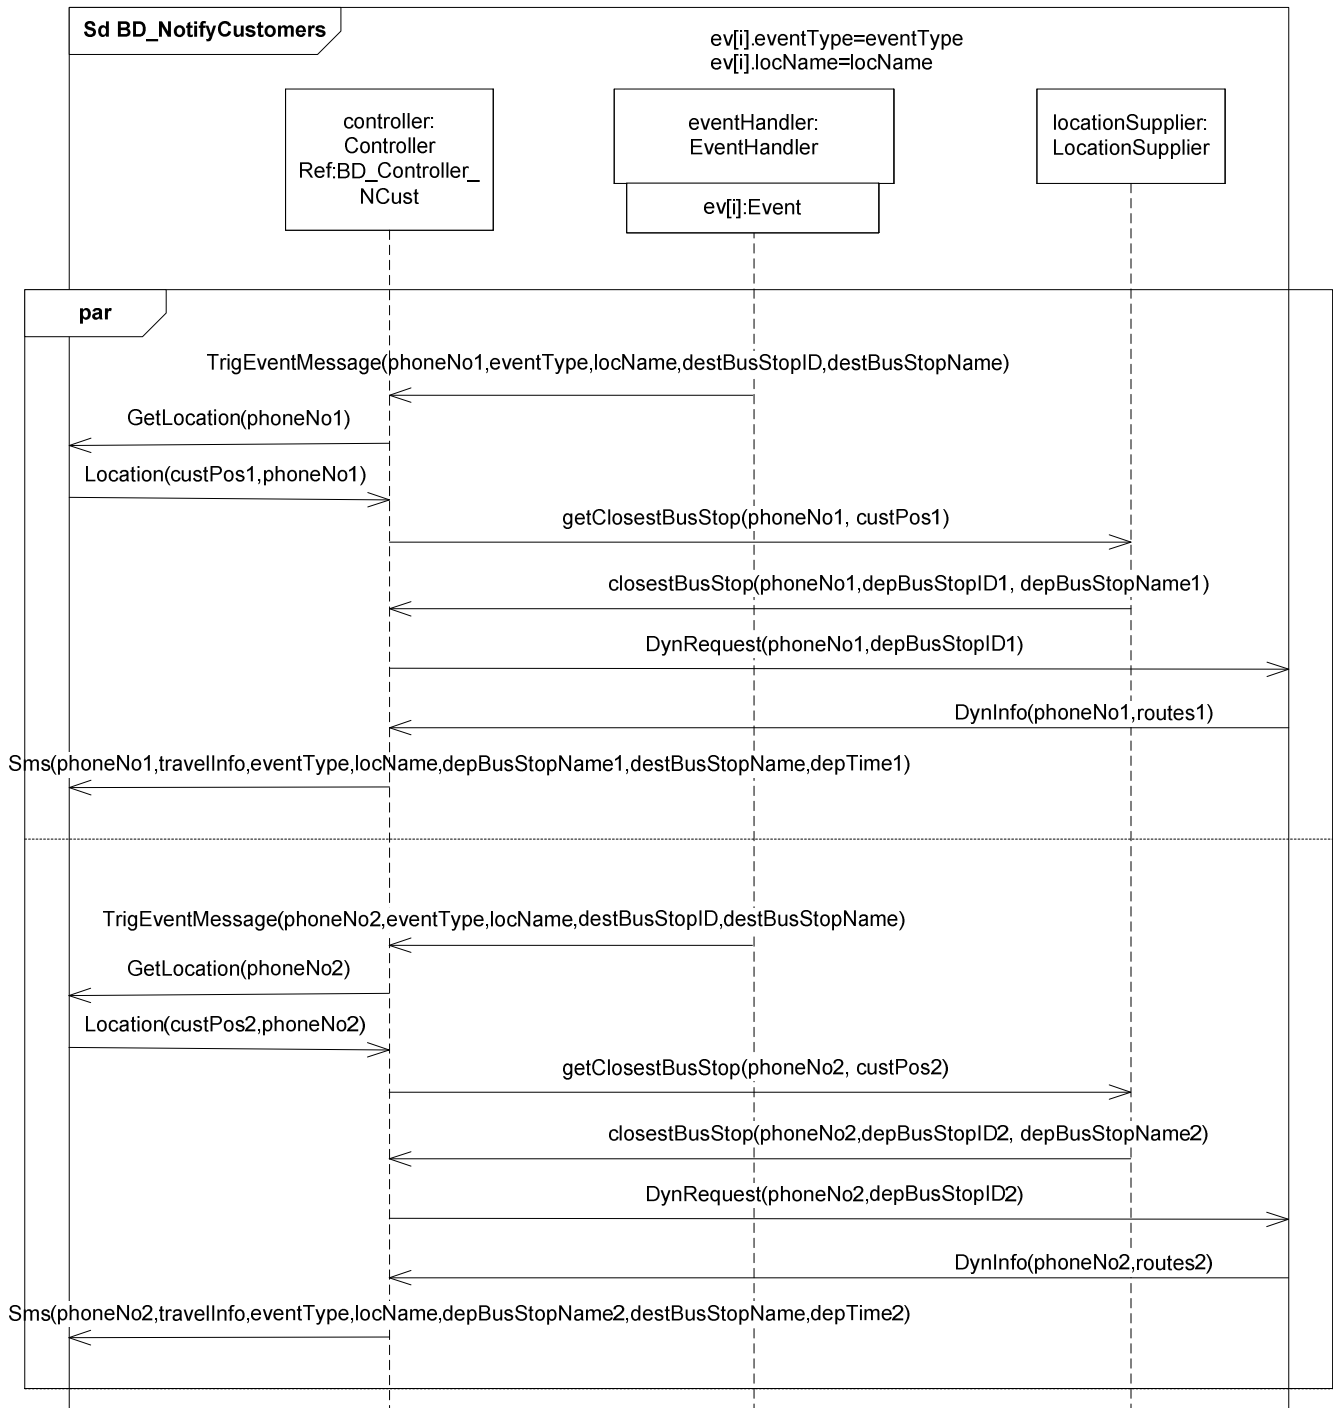 Sd BD_NotifyCustomers
ev[i].eventType=eventType
ev[i].locName=locName
controller:
Controller
Ref:BD_Controller_
NCust
eventHandler:
EventHandler
ev[i]:Event
locationSupplier:
LocationSupplier
par
TrigEventMessage(phoneNo1,eventType,locName,destBusStopID,destBusStopName)
GetLocation(phoneNo1)
Location(custPos1,phoneNo1)
getClosestBusStop(phoneNo1, custPos1)
closestBusStop(phoneNo1,depBusStopID1, depBusStopName1)
DynRequest(phoneNo1,depBusStopID1)
DynInfo(phoneNo1,routes1)
Sms(phoneNo1,travelInfo,eventType,locName,depBusStopName1,destBusStopName,depTime1)
TrigEventMessage(phoneNo2,eventType,locName,destBusStopID,destBusStopName)
GetLocation(phoneNo2)
Location(custPos2,phoneNo2)
getClosestBusStop(phoneNo2, custPos2)
closestBusStop(phoneNo2,depBusStopID2, depBusStopName2)
DynRequest(phoneNo2,depBusStopID2)
DynInfo(phoneNo2,routes2)
Sms(phoneNo2,travelInfo,eventType,locName,depBusStopName2,destBusStopName,depTime2)